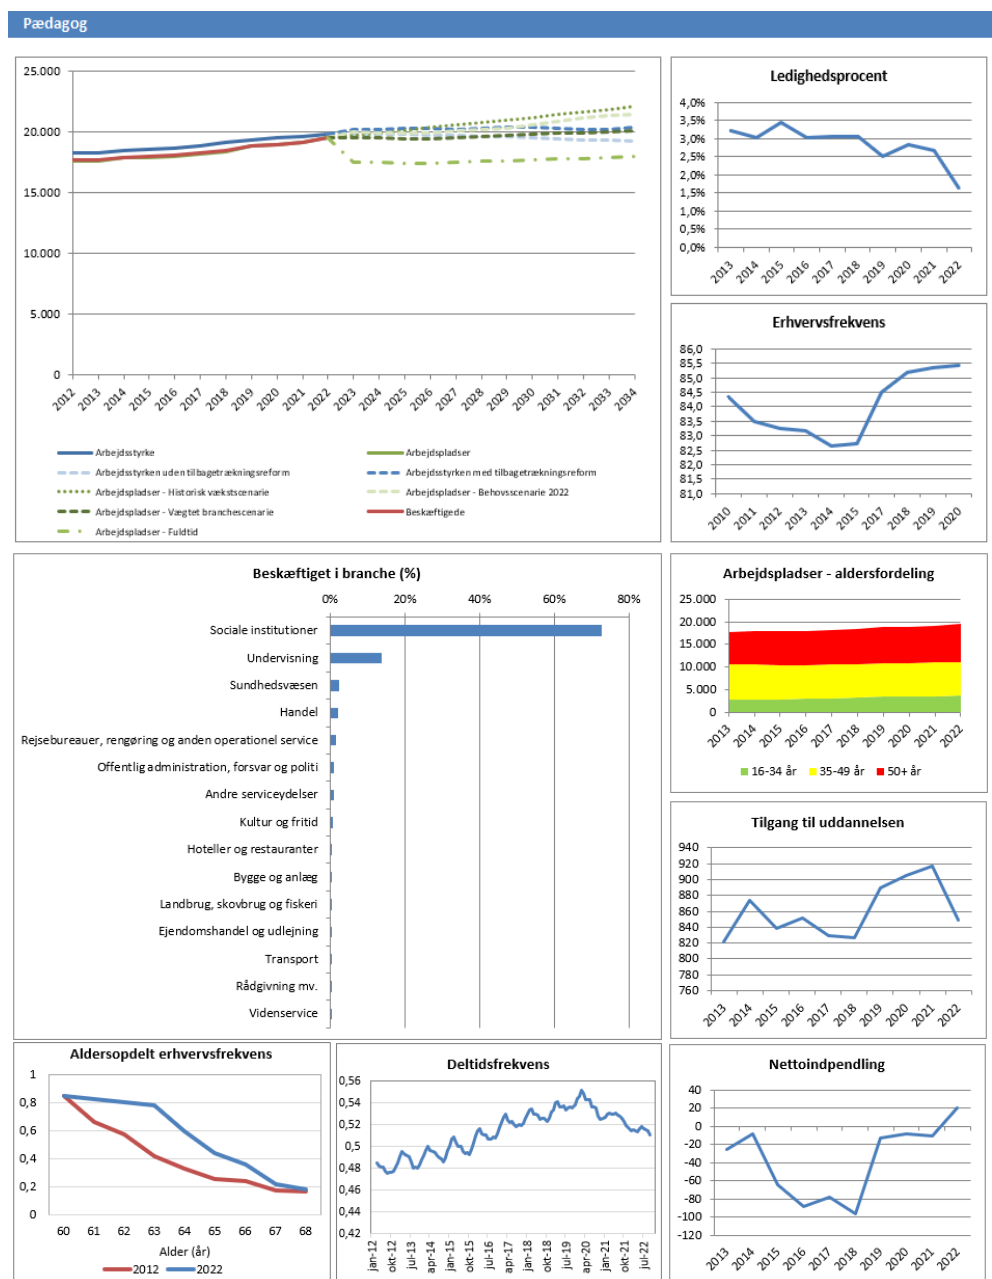 Pædagog
25.000
20.000
15.000
10.000
5.000
0
2012 2013 2014 2015 2016 2017 2018 2019 2020 2021 2022 2023 2024 2025 2026 2027 2028 2029 2030 2031 2032 2033 2034
Arbejdsstyrke
Arbejdspladser
Arbejdsstyrken uden tilbagetrækningsreform
Arbejdsstyrken med tilbagetrækningsreform
Arbejdspladser - Historisk vækstscenarie
Arbejdspladser - Behovsscenarie 2022
Arbejdspladser - Vægtet branchescenarie
Beskæftigede
Arbejdspladser - Fuldtid
Ledighedsprocent
4,0%
3,5%
3,0%
2,5%
2,0%
1,5%
1,0%
0,5%
0,0%
2013 2014 2015 2016 2017 2018 2019 2020 2021 2022
Erhvervsfrekvens
86,0
85,5
85,0
84,5
84,0
83,5
83,0
82,5
82,0
81,5
81,0
2010 2011 2012 2013 2014 2015 2017 2018 2019 2020
Beskæftiget i branche (%)
0% 20% 40% 60% 80%
Sociale institutioner
Undervisning
Sundhedsvæsen
Handel
Rejsebureauer, rengøring og anden operationel service
Offentlig administration, forsvar og politi
Andre serviceydelser
Kultur og fritid
Hoteller og restauranter
Bygge og anlæg
Landbrug, skovbrug og fiskeri
Ejendomshandel og udlejning
Transport
Rådgivning mv.
Videnservice
Arbejdspladser - aldersfordeling
25.000
20.000
15.000
10.000
5.000
0
2013 2014 2015 2016 2017 2018 2019 2020 2021 2022
16-34 år 35-49 år 50+ år
Tilgang til uddannelsen
940
920
900
880
860
840
820
800
780
760
2013 2014 2015 2016 2017 2018 2019 2020 2021 2022
Aldersopdelt erhvervsfrekvens
1
0,8
0,6
0,4
0,2
0
60 61 62 63 64 65 66 67 68
Alder (år)
2012 2022
Deltidsfrekvens
0,56
0,54
0,52
0,5
0,48
0,46
0,44
0,42
jan-12 okt-12 jul-13 apr-14 jan-15 okt-15 jul-16 apr-17 jan-18 okt-18 jul-19 apr-20 jan-21 okt-21 jul-22
Nettoindpendling
40
20
0
-20
-40
-60
-80
-100
-120
2013 2014 2015 2016 2017 2018 2019 2020 2021 2022